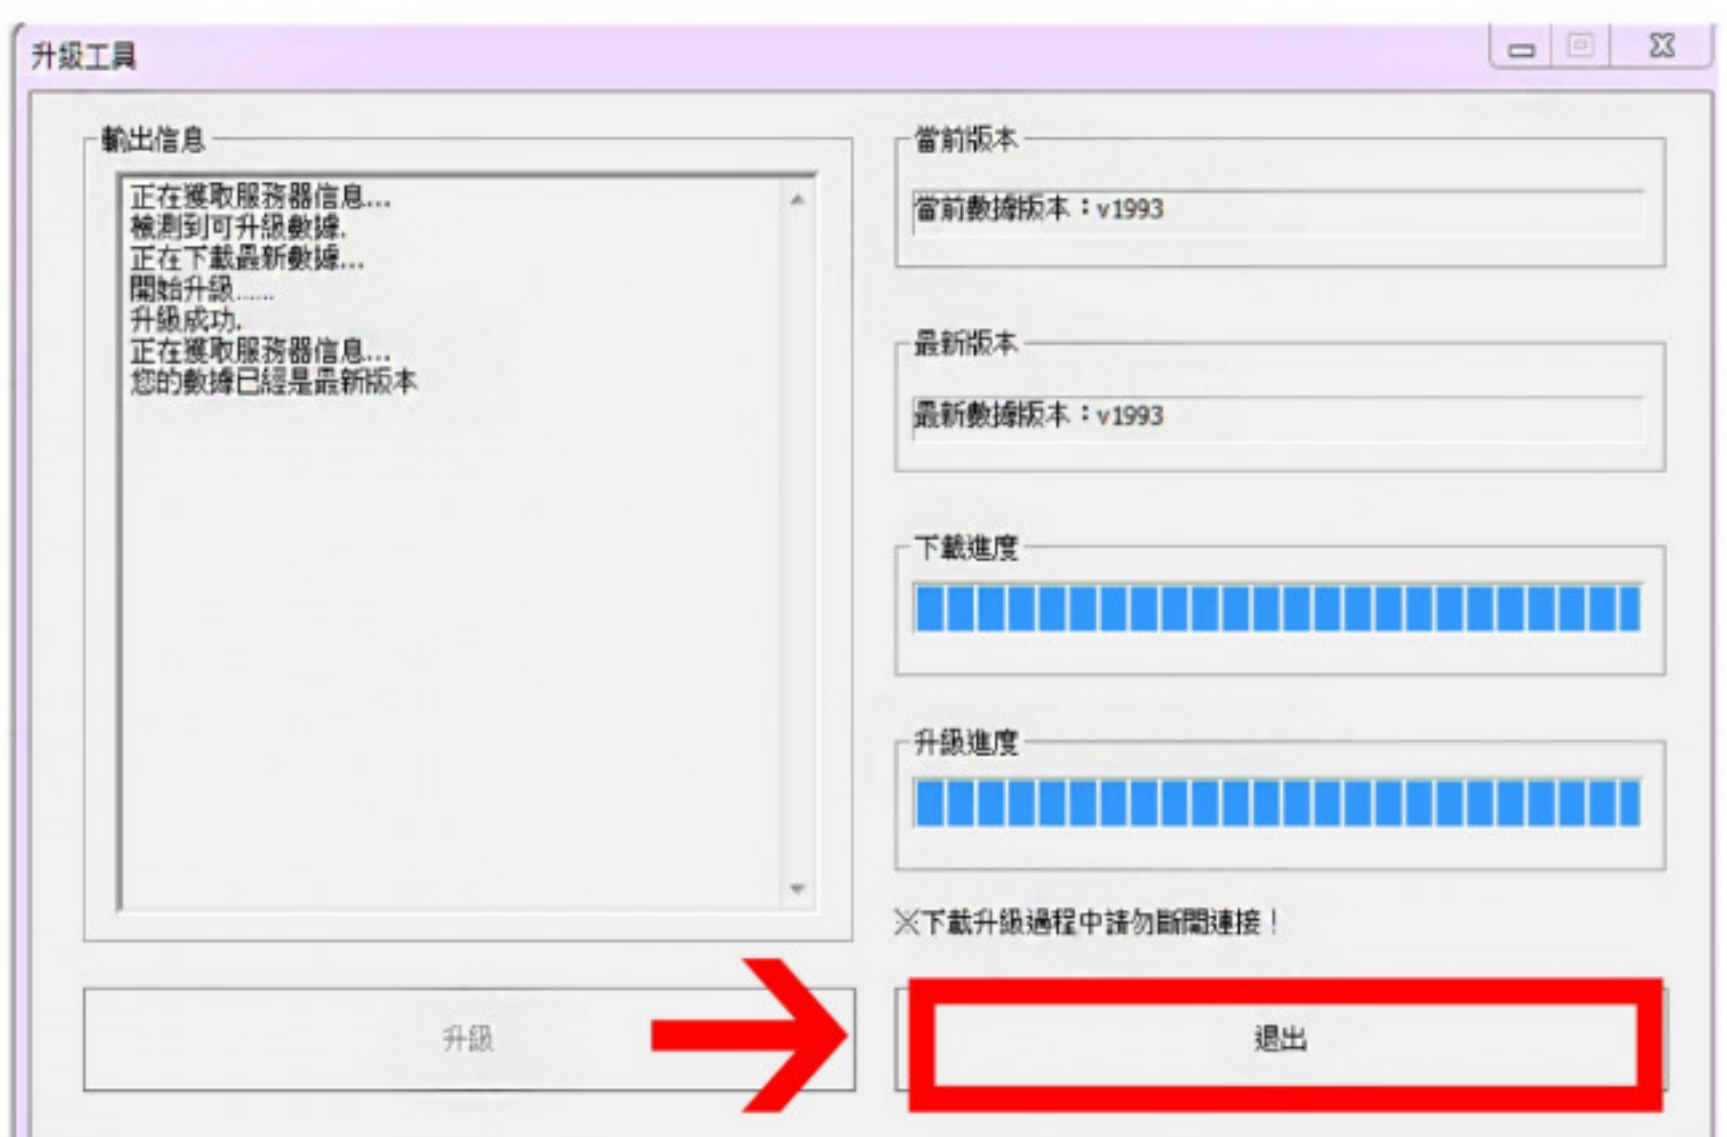 升級工具
輸出信息
正在獲取服務器信息...
檢測到可升級數據.
正在下載最新數據...
開始升級......
升級成功.
正在獲取服務器信息...
您的數據已經是最新版本
當前版本
當前數據版本：v1993
最新版本
最新數據版本：v1993
下載進度
升級進度
※下載升級過程中請勿斷開連接！
升級
退出